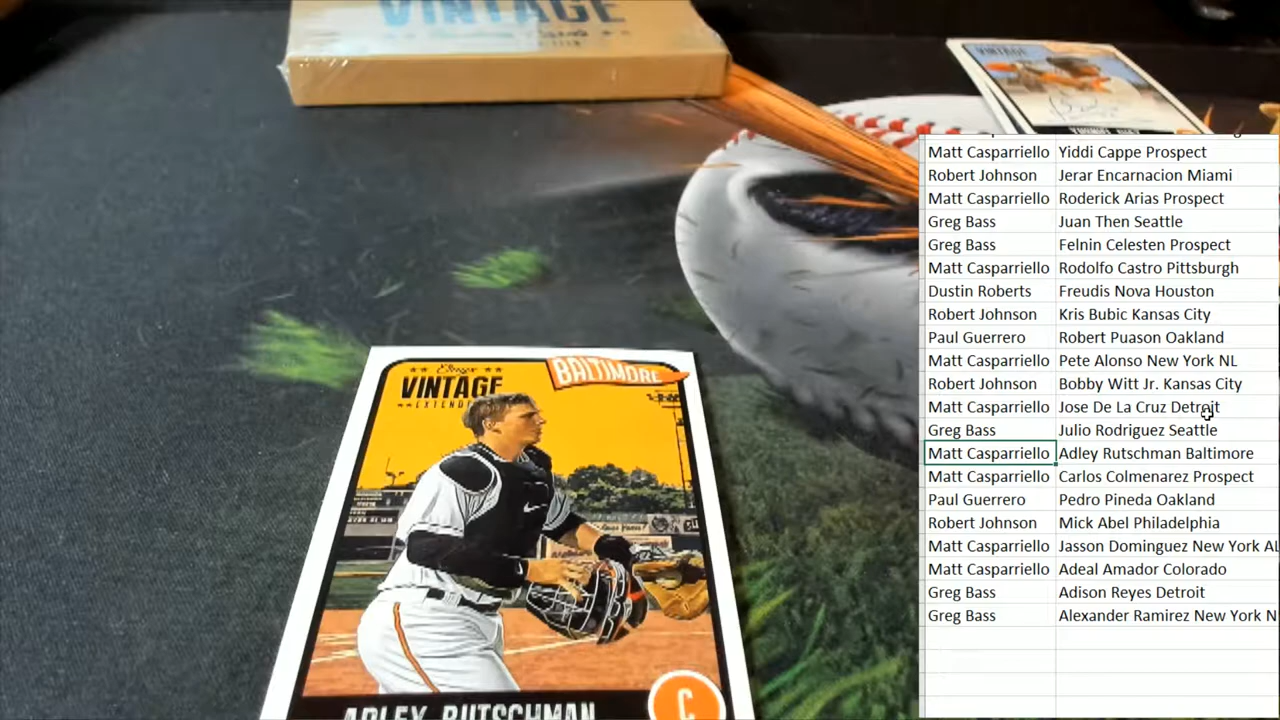 VINTAGE
VINTAGE
Matt Casparriello Yiddi Cappe Prospect
Robert Johnson Jerar Encarnacion Miami
Matt Casparriello Roderick Arias Prospect
Greg Bass Juan Then Seattle
Greg Bass Felnin Celesten Prospect
Matt Casparriello Rodolfo Castro Pittsburgh
Dustin Roberts Freudis Nova Houston
Robert Johnson Kris Bubic Kansas City
Paul Guerrero Robert Puason Oakland
Matt Casparriello Pete Alonso New York NL
Robert Johnson Bobby Witt Jr. Kansas City
Matt Casparriello Jose De La Cruz Detroit
Greg Bass Julio Rodriguez Seattle
Matt Casparriello Adley Rutschman Baltimore
Matt Casparriello Carlos Colmenarez Prospect
Paul Guerrero Pedro Pineda Oakland
Robert Johnson Mick Abel Philadelphia
Matt Casparriello Jasson Dominguez New York AL
Matt Casparriello Adeal Amador Colorado
Greg Bass Adison Reyes Detroit
Greg Bass Alexander Ramirez New York N
BALTIMORE
Onyx
VINTAGE
EXTENDED
ADLEY RUTSCHMAN
C